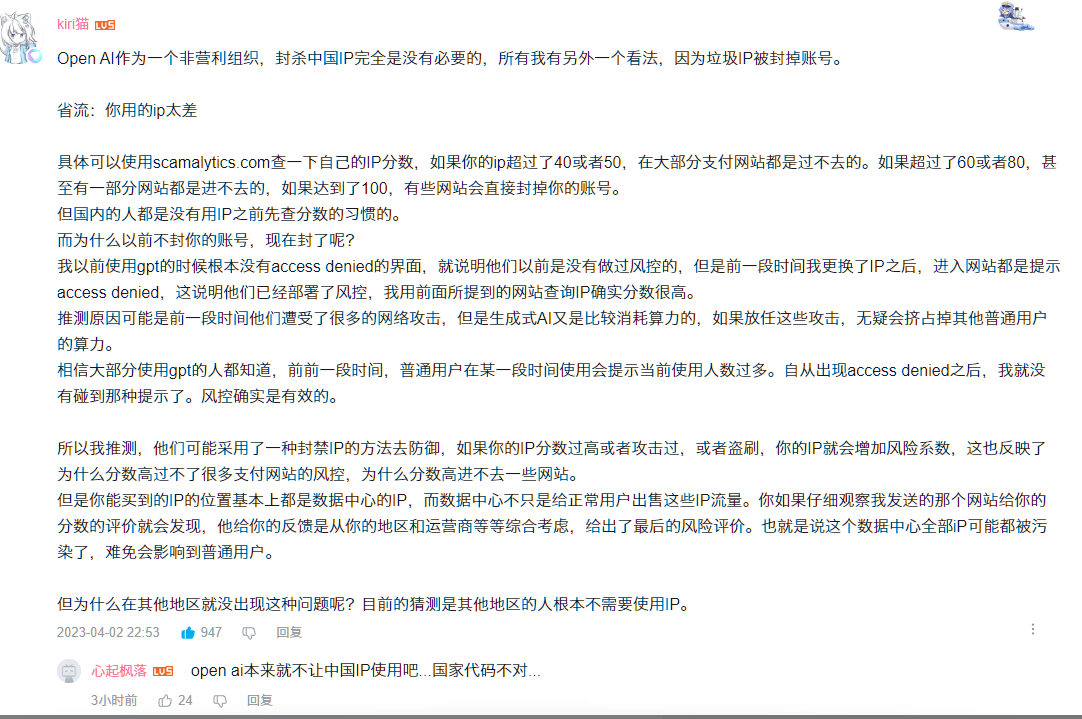 kiri猫 LV5
Open AI作为一个非营利组织，封杀中国IP完全是没有必要的，所有我有另外一个看法，因为垃圾IP被封掉账号。
省流：你用的ip太差
具体可以使用scamalytics.com查一下自己的IP分数，如果你的ip超过了40或者50，在大部分支付网站都是过不去的。如果超过了60或者80，甚
至有一部分网站都是进不去的，如果达到了100，有些网站会直接封掉你的账号。
但国内的人都是没有用IP之前先查分数的习惯的。
而为什么以前不封你的账号，现在封了呢？
我以前使用gpt的时候根本没有access denied的界面，就说明他们以前是没有做过风控的，但是前一段时间我更换了IP之后，进入网站都是提示
access denied，这说明他们已经部署了风控，我用前面所提到的网站查询IP确实分数很高。
推测原因可能是前一段时间他们遭受了很多的网络攻击，但是生成式AI又是比较消耗算力的，如果放任这些攻击，无疑会挤占掉其他普通用户
的算力。
相信大部分使用gpt的人都知道，前前一段时间，普通用户在某一段时间使用会提示当前使用人数过多。自从出现access denied之后，我就没
有碰到那种提示了。风控确实是有效的。
所以我推测，他们可能采用了一种封禁IP的方法去防御，如果你的IP分数过高或者攻击过，或者盗刷，你的IP就会增加风险系数，这也反映了
为什么分数高过不了很多支付网站的风控，为什么分数高进不去一些网站。
但是你能买到的IP的位置基本上都是数据中心的IP，而数据中心不只是给正常用户出售这些IP流量。你如果仔细观察我发送的那个网站给你的
分数的评价就会发现，他给你的反馈是从你的地区和运营商等等综合考虑，给出了最后的风险评价。也就是说这个数据中心全部iP可能都被污
染了，难免会影响到普通用户。
但为什么在其他地区就没出现这种问题呢？目前的猜测是其他地区的人根本不需要使用IP。
2023-04-02 22:53 947 回复
心起枫落 LV5 open ai本来就不让中国IP使用吧...国家代码不对...
3小时前 24 回复